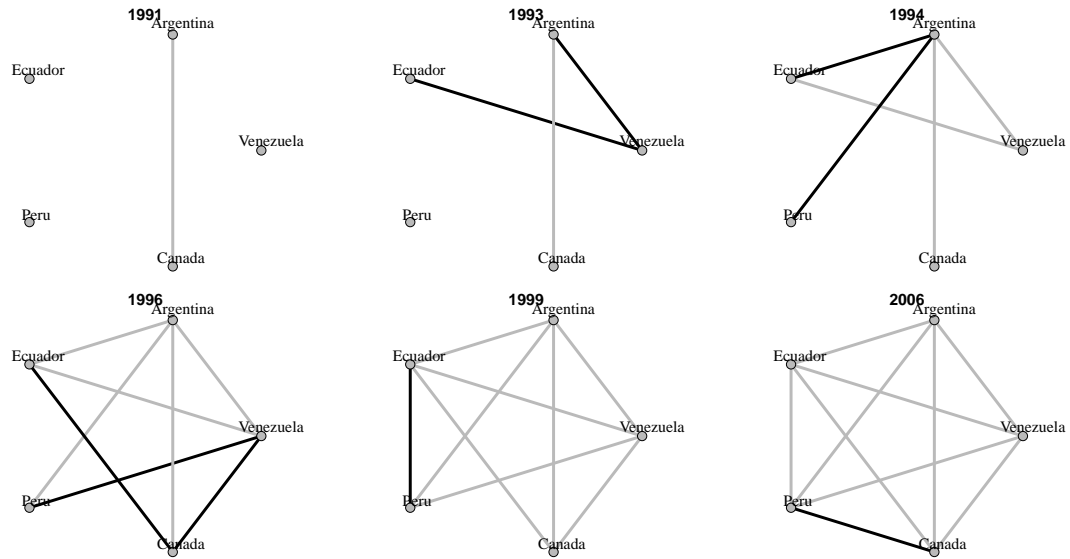 1991
Argentina
Ecuador
Venezuela
Peru
Canada
1993
Argentina
Ecuador
Venezuela
Peru
Canada
1994
Argentina
Ecuador
Venezuela
Peru
Canada
1996
Argentina
Ecuador
Venezuela
Peru
Canada
1999
Argentina
Ecuador
Venezuela
Peru
Canada
2006
Argentina
Ecuador
Venezuela
Peru
Canada